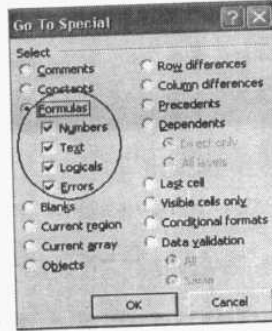 Go To Special
Select
Comments
Constants
Formulas
Numbers
Text
Logicals
Errors
Blanks
Current region
Current array
Objects
Row differences
Column differences
Precedents
Dependents
Direct only
All levels
Last cell
Visible cells only
Conditional formats
Data validation
All
Same
OK
Cancel